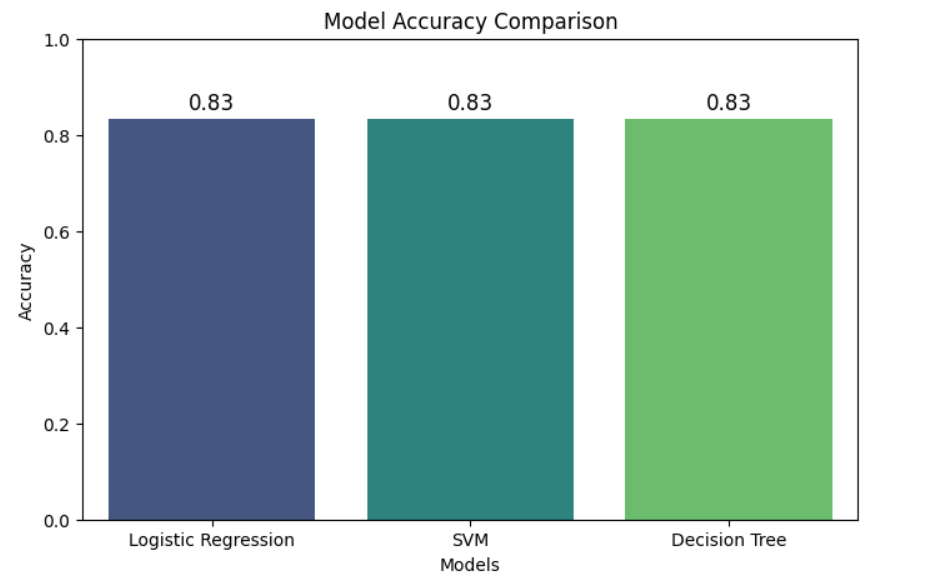 Model Accuracy Comparison
1.0
0.83 0.83 0.83
0.8
0.6
Accuracy
0.4
0.2
0.0
Logistic Regression SVM Decision Tree
Models